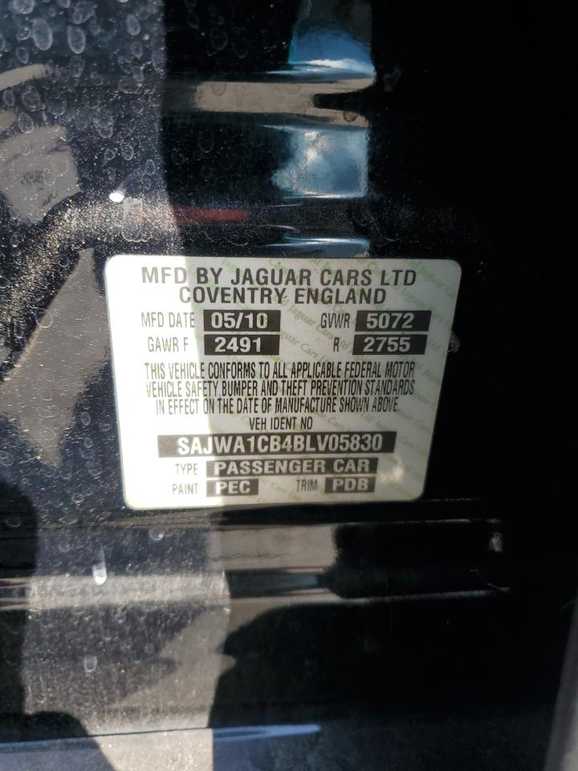 MFD BY JAGUAR CARS LTD
COVENTRY ENGLAND
MFD DATE 05/10 GVWR 5072
GAWR F 2491 R 2755
THIS VEHICLE CONFORMS TO ALL APPLICABLE FEDERAL MOTOR
VEHICLE SAFETY BUMPER AND THEFT PREVENTION STANDARDS
IN EFFECT ON THE DATE OF MANUFACTURE SHOWN ABOVE
VEH IDENT NO
SAJWA1CB4BLV05830
TYPE PASSENGER CAR
PAINT PEC TRIM PDB